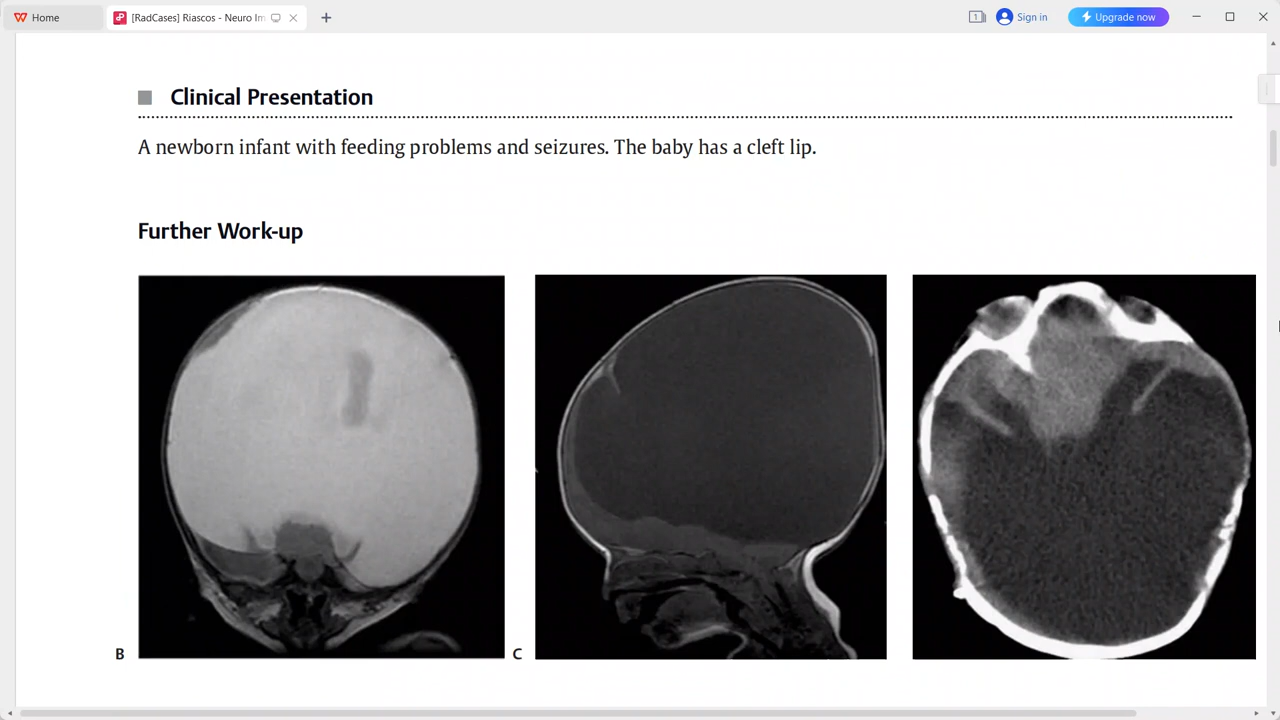 Home
[RadCases] Riascos - Neuro Im
1
Sign in
Upgrade now
Clinical Presentation
A newborn infant with feeding problems and seizures. The baby has a cleft lip.
Further Work-up
B
C